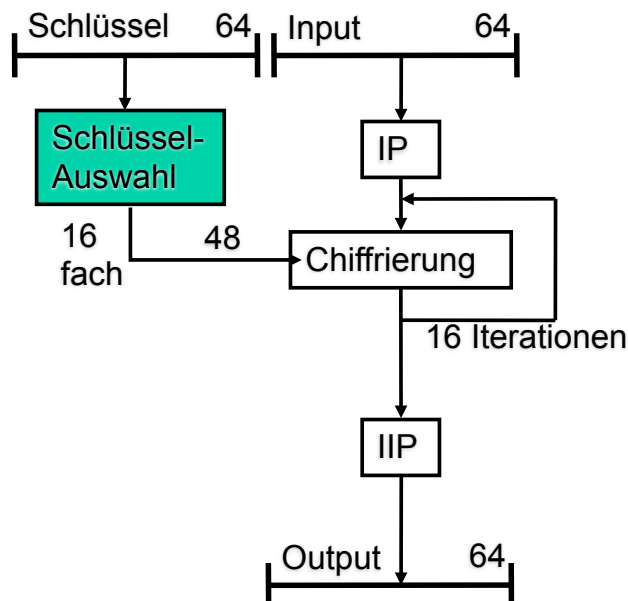 Schlüssel 64
Input 64
Schlüssel-
Auswahl
IP
16
fach
48
Chiffrierung
16 Iterationen
IIP
Output 64